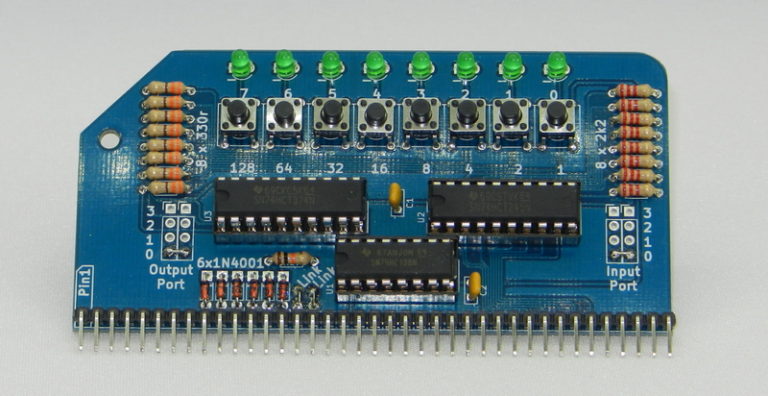 7 6 5 4 3 2 1 0
128 64 32 16 8 4 2 1
8 x 330r
8 x 2k2
U3
SN74HCT374N
C1
U2
3
2
1
0
Output
Port
3
2
1
0
Input
Port
6x1N4001
Link
Link
U1
Pin1